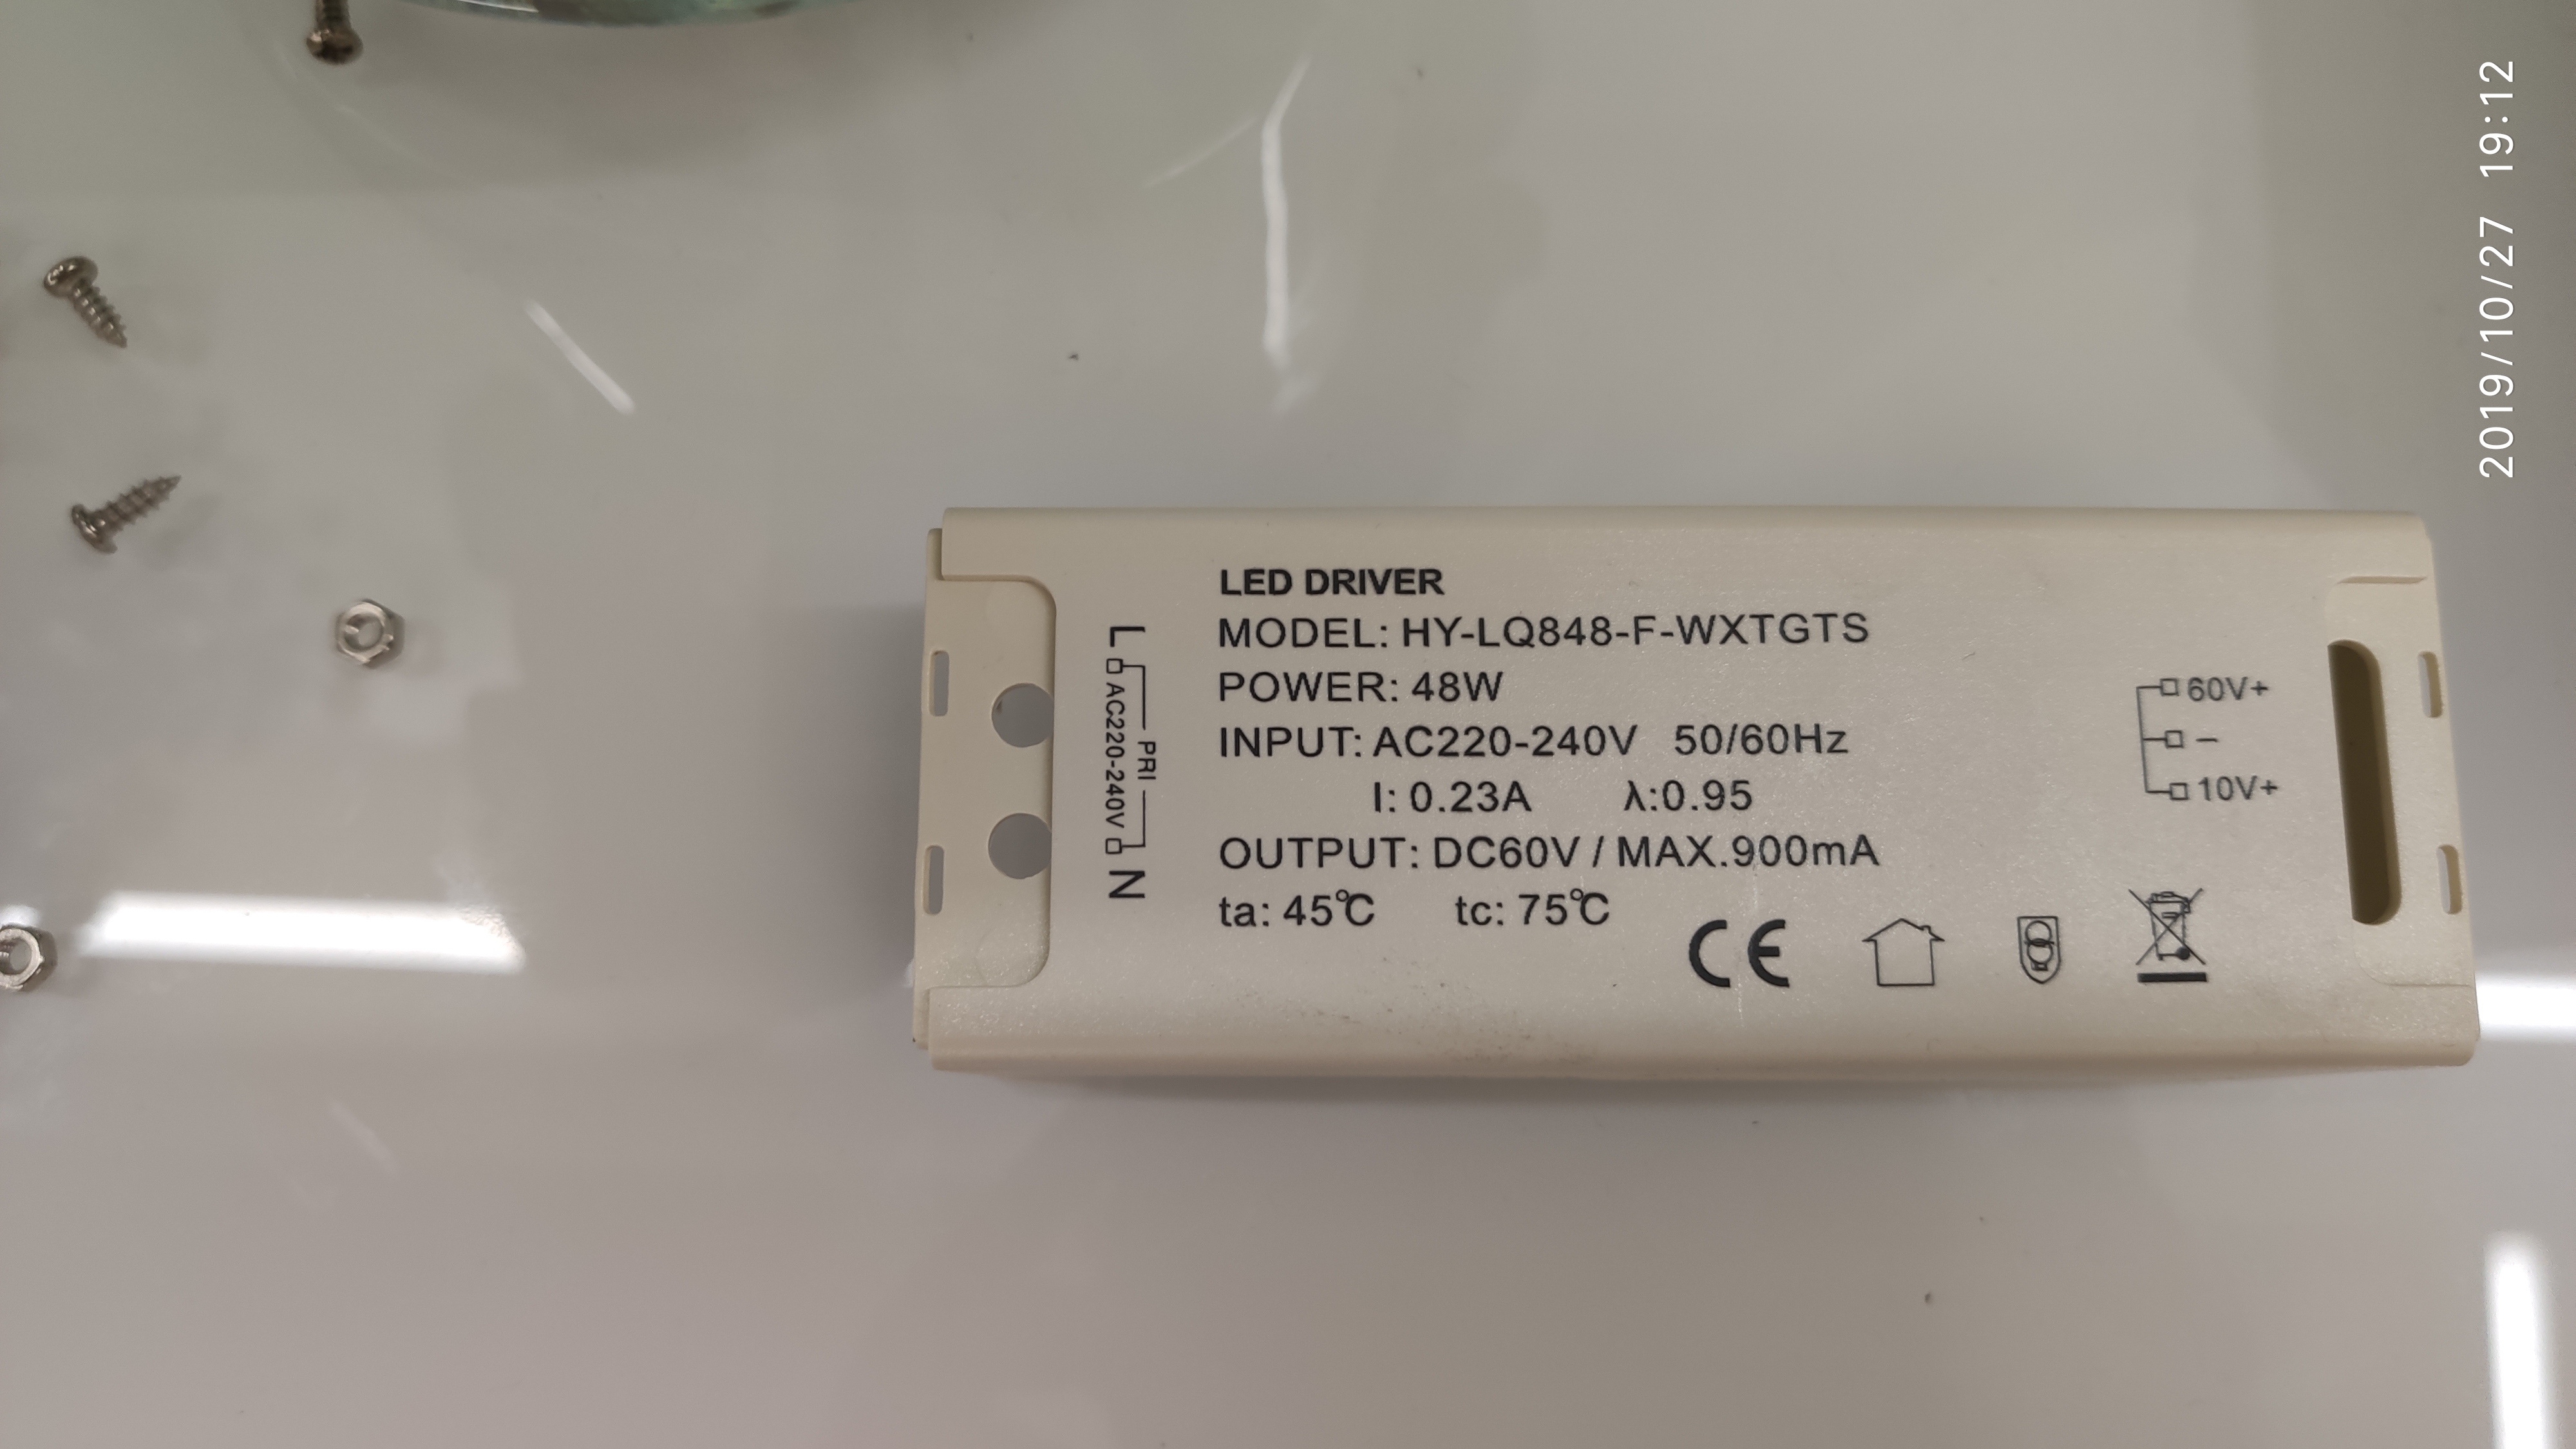 LED DRIVER
MODEL: HY-LQ848-F-WXTGTS
POWER: 48W
INPUT: AC220-240V 50/60Hz
I: 0.23A λ:0.95
OUTPUT: DC60V / MAX.900mA
ta: 45℃ tc: 75℃
CE
L
PRI
AC220-240V
N
60V+
−
10V+
2019/10/27 19:12